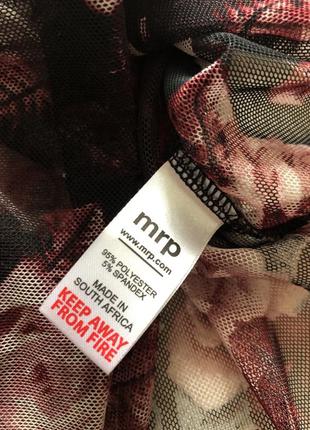 mrp
www.mrp.com
95% POLYESTER
5% SPANDEX
MADE IN
SOUTH AFRICA
KEEP AWAY
FROM FIRE